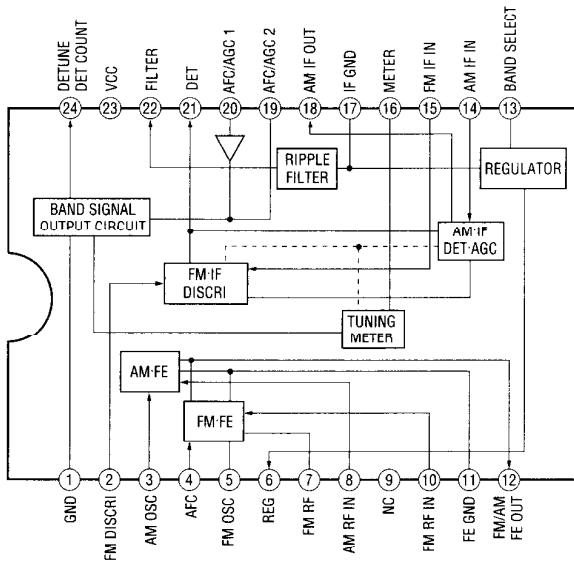 DETUNE
DET COUNT
VCC
FILTER
DET
AFC/AGC 1
AFC/AGC 2
AM IF OUT
IF GND
METER
FM IF IN
AM IF IN
BAND SELECT
24
23
22
21
20
19
18
17
16
15
14
13
RIPPLE
FILTER
REGULATOR
BAND SIGNAL
OUTPUT CIRCUIT
AM·IF
DET·AGC
FM·IF
DISCRI
TUNING
METER
AM·FE
FM·FE
1
2
3
4
5
6
7
8
9
10
11
12
GND
FM DISCRI
AM OSC
AFC
FM OSC
REG
FM RF
AM RF IN
NC
FM RF IN
FE GND
FM/AM
FE OUT